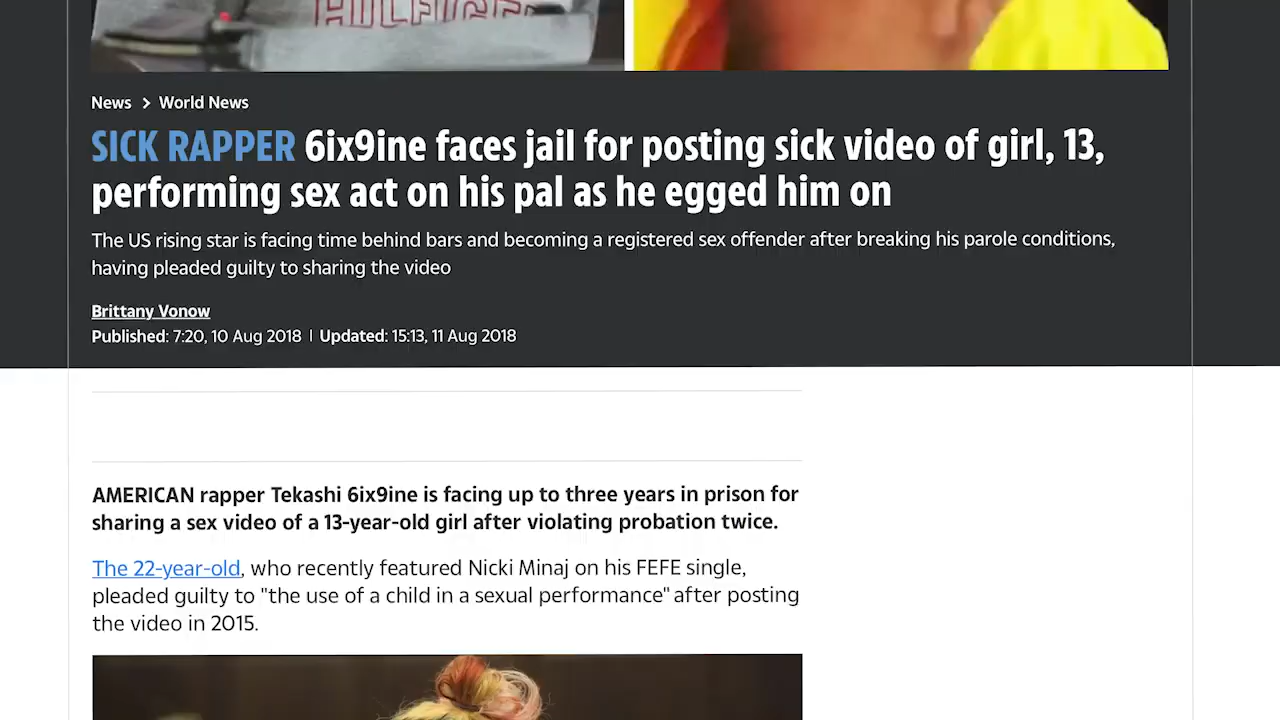 HILFIGER
News > World News
SICK RAPPER 6ix9ine faces jail for posting sick video of girl, 13,
performing sex act on his pal as he egged him on
The US rising star is facing time behind bars and becoming a registered sex offender after breaking his parole conditions,
having pleaded guilty to sharing the video
Brittany Vonow
Published: 7:20, 10 Aug 2018 | Updated: 15:13, 11 Aug 2018
AMERICAN rapper Tekashi 6ix9ine is facing up to three years in prison for
sharing a sex video of a 13-year-old girl after violating probation twice.
The 22-year-old, who recently featured Nicki Minaj on his FEFE single,
pleaded guilty to "the use of a child in a sexual performance" after posting
the video in 2015.